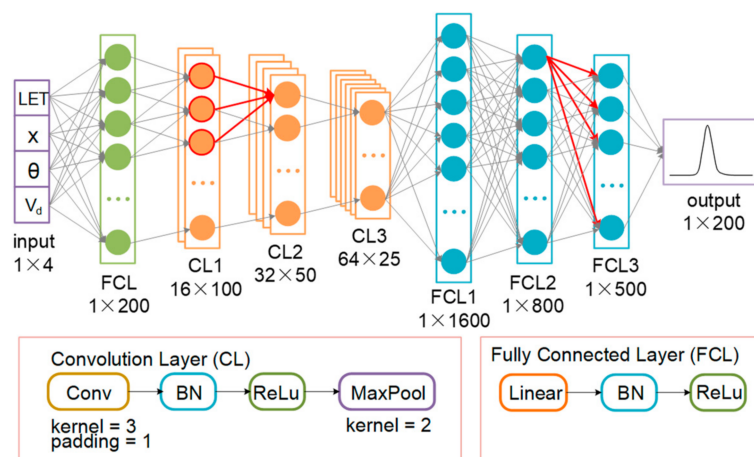 LET
x
θ
V_d
input
1×4
...
FCL
1×200
...
CL1
16×100
...
CL2
32×50
...
CL3
64×25
...
FCL1
1×1600
...
FCL2
1×800
...
FCL3
1×500
output
1×200
Convolution Layer (CL)
Conv
BN
ReLu
MaxPool
kernel = 3
padding = 1
kernel = 2
Fully Connected Layer (FCL)
Linear
BN
ReLu